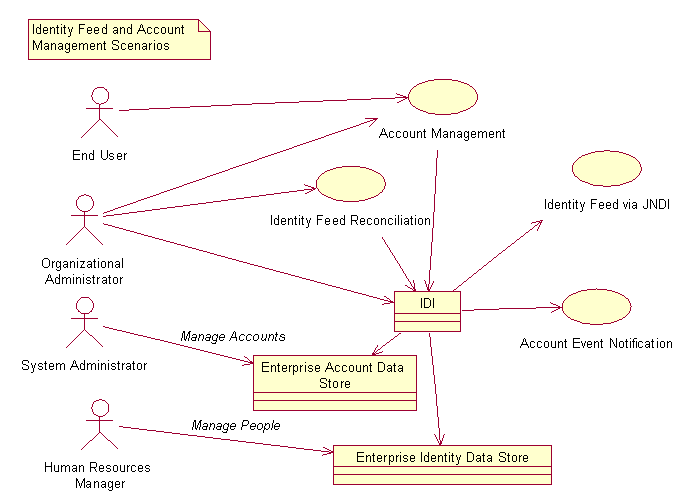 Identity Feed and Account
Management Scenarios
End User
Account Management
Identity Feed via JNDI
Identity Feed Reconciliation
Organizational
Administrator
IDI
Manage Accounts
Account Event Notification
System Administrator
Enterprise Account Data
Store
Manage People
Human Resources
Manager
Enterprise Identity Data Store